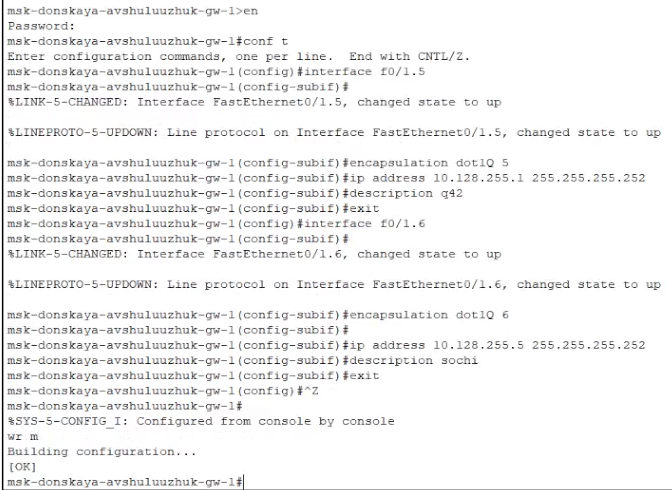 msk-donskaya-avshuluuzhuk-gw-1>en
Password:
msk-donskaya-avshuluuzhuk-gw-1#conf t
Enter configuration commands, one per line.  End with CNTL/Z.
msk-donskaya-avshuluuzhuk-gw-1(config)#interface f0/1.5
msk-donskaya-avshuluuzhuk-gw-1(config-subif)#
%LINK-5-CHANGED: Interface FastEthernet0/1.5, changed state to up
%LINEPROTO-5-UPDOWN: Line protocol on Interface FastEthernet0/1.5, changed state to up
msk-donskaya-avshuluuzhuk-gw-1(config-subif)#encapsulation dot1Q 5
msk-donskaya-avshuluuzhuk-gw-1(config-subif)#ip address 10.128.255.1 255.255.255.252
msk-donskaya-avshuluuzhuk-gw-1(config-subif)#description q42
msk-donskaya-avshuluuzhuk-gw-1(config-subif)#exit
msk-donskaya-avshuluuzhuk-gw-1(config)#interface f0/1.6
msk-donskaya-avshuluuzhuk-gw-1(config-subif)#
%LINK-5-CHANGED: Interface FastEthernet0/1.6, changed state to up
%LINEPROTO-5-UPDOWN: Line protocol on Interface FastEthernet0/1.6, changed state to up
msk-donskaya-avshuluuzhuk-gw-1(config-subif)#encapsulation dot1Q 6
msk-donskaya-avshuluuzhuk-gw-1(config-subif)#
msk-donskaya-avshuluuzhuk-gw-1(config-subif)#ip address 10.128.255.5 255.255.255.252
msk-donskaya-avshuluuzhuk-gw-1(config-subif)#description sochi
msk-donskaya-avshuluuzhuk-gw-1(config-subif)#exit
msk-donskaya-avshuluuzhuk-gw-1(config)#^Z
msk-donskaya-avshuluuzhuk-gw-1#
%SYS-5-CONFIG_I: Configured from console by console
wr m
Building configuration...
[OK]
msk-donskaya-avshuluuzhuk-gw-1#